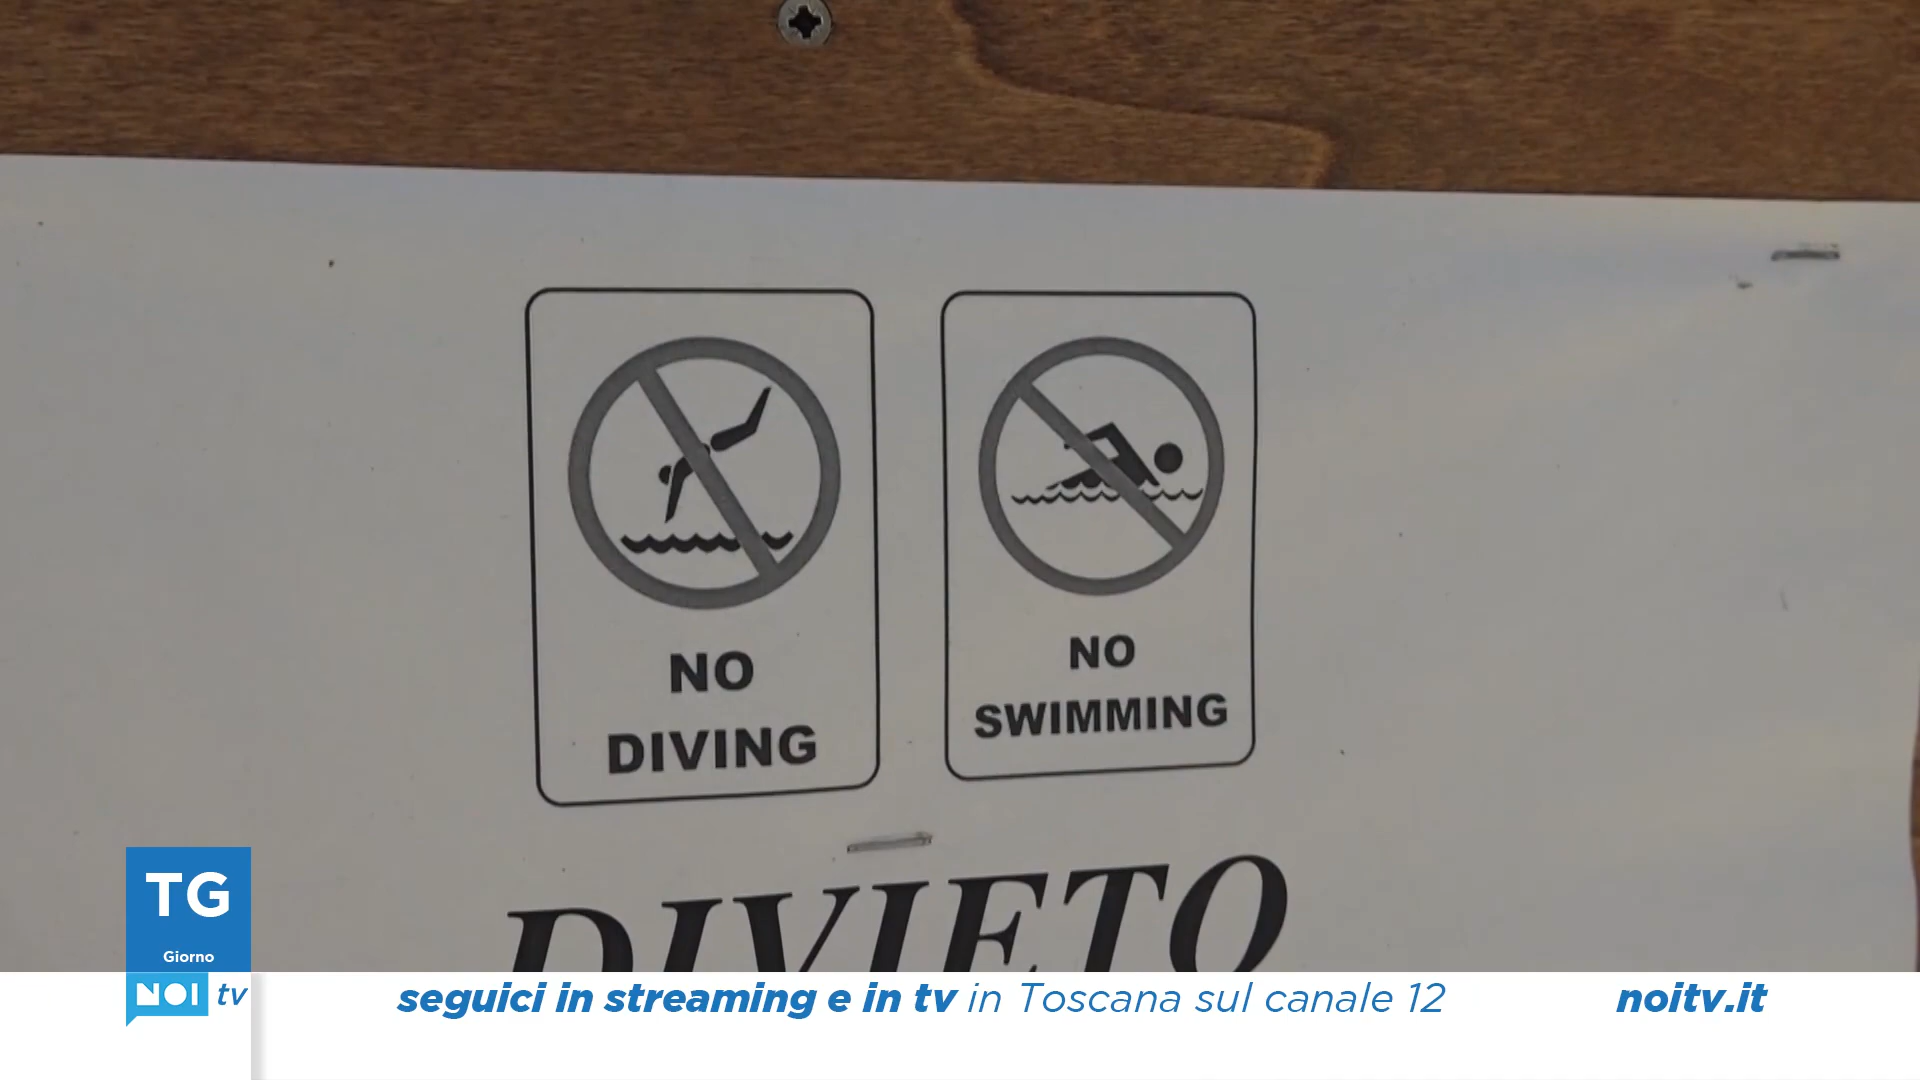 NO
DIVING
NO
SWIMMING
DIVIETO
TG
Giorno
NOI tv
seguici in streaming e in tv in Toscana sul canale 12
noitv.it